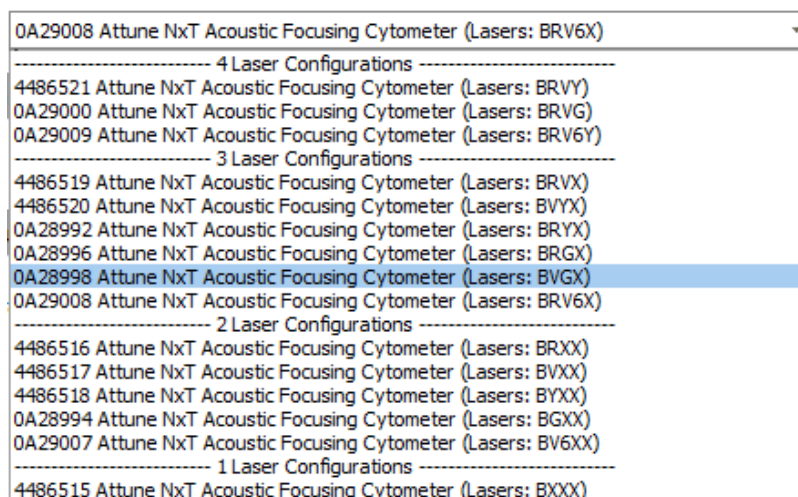 0A29008 Attune NxT Acoustic Focusing Cytometer (Lasers: BRV6X)
---------------------------- 4 Laser Configurations ----------------------------
4486521 Attune NxT Acoustic Focusing Cytometer (Lasers: BRVY)
0A29000 Attune NxT Acoustic Focusing Cytometer (Lasers: BRVG)
0A29009 Attune NxT Acoustic Focusing Cytometer (Lasers: BRV6Y)
---------------------------- 3 Laser Configurations ----------------------------
4486519 Attune NxT Acoustic Focusing Cytometer (Lasers: BRVX)
4486520 Attune NxT Acoustic Focusing Cytometer (Lasers: BVYX)
0A28992 Attune NxT Acoustic Focusing Cytometer (Lasers: BRYX)
0A28996 Attune NxT Acoustic Focusing Cytometer (Lasers: BRGX)
0A28998 Attune NxT Acoustic Focusing Cytometer (Lasers: BVGX)
0A29008 Attune NxT Acoustic Focusing Cytometer (Lasers: BRV6X)
---------------------------- 2 Laser Configurations ----------------------------
4486516 Attune NxT Acoustic Focusing Cytometer (Lasers: BRXX)
4486517 Attune NxT Acoustic Focusing Cytometer (Lasers: BVXX)
4486518 Attune NxT Acoustic Focusing Cytometer (Lasers: BYXX)
0A28994 Attune NxT Acoustic Focusing Cytometer (Lasers: BGXX)
0A29007 Attune NxT Acoustic Focusing Cytometer (Lasers: BV6XX)
---------------------------- 1 Laser Configurations ----------------------------
4486515 Attune NxT Acoustic Focusing Cytometer (Lasers: BXXX)